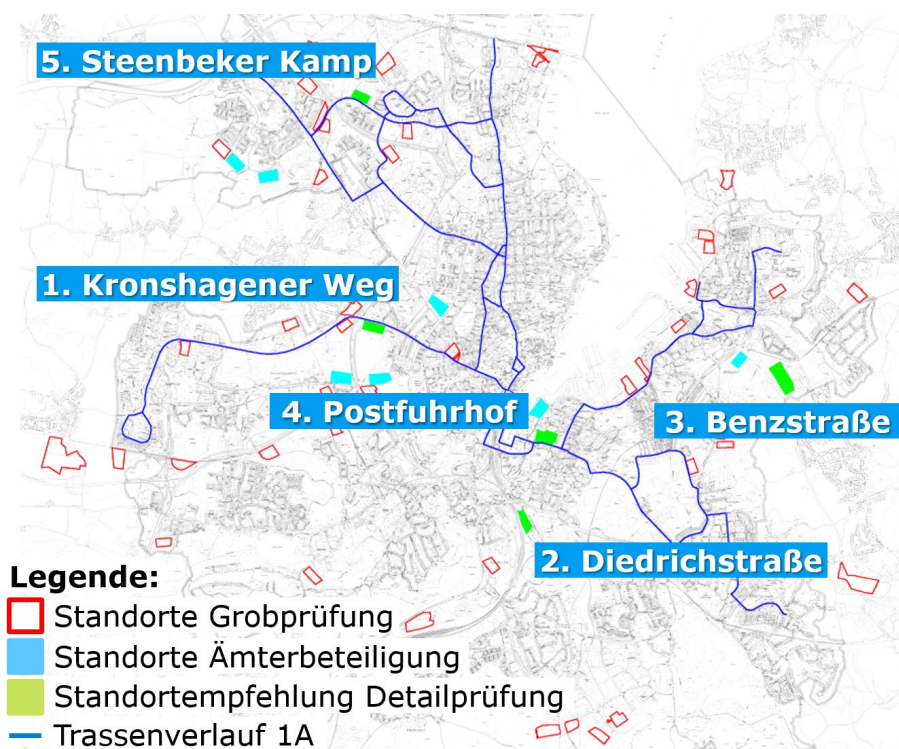 5. Steenbeker Kamp
1. Kronshagener Weg
4. Postfuhrhof
3. Benzstraße
2. Diedrichstraße
Legende:
Standorte Grobprüfung
Standorte Ämterbeteiligung
Standortempfehlung Detailprüfung
Trassenverlauf 1A